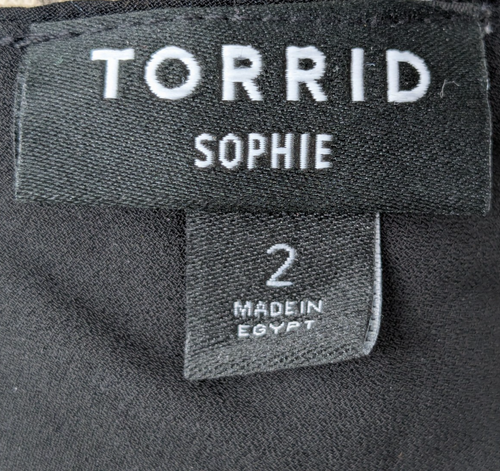 TORRID
SOPHIE
2
MADE IN
EGYPT